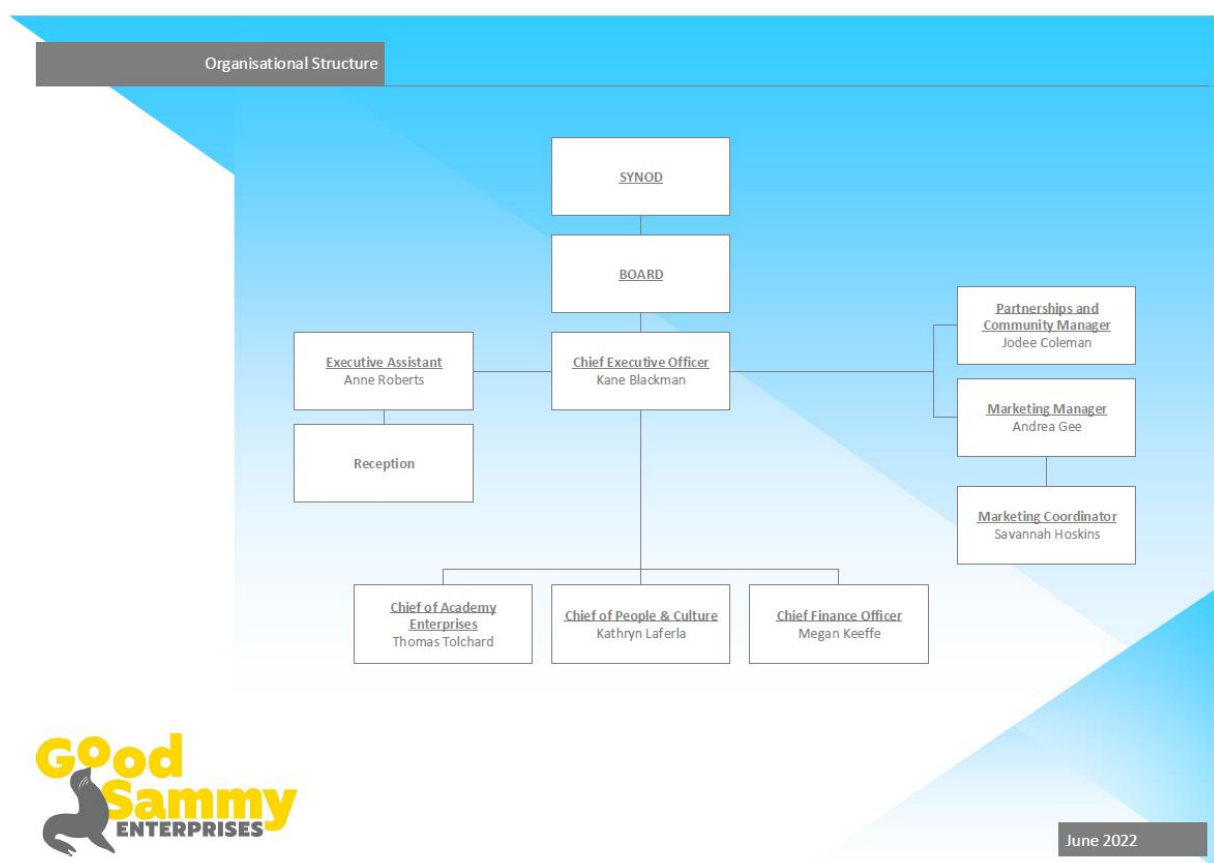 Organisational Structure
SYNOD
BOARD
Partnerships and
Community Manager
Jodee Coleman
Executive Assistant
Anne Roberts
Chief Executive Officer
Kane Blackman
Marketing Manager
Andrea Gee
Reception
Marketing Coordinator
Savannah Hoskins
Chief of Academy
Enterprises
Thomas Tolchard
Chief of People & Culture
Kathryn Laferla
Chief Finance Officer
Megan Keeffe
Good
Sammy
ENTERPRISES
June 2022